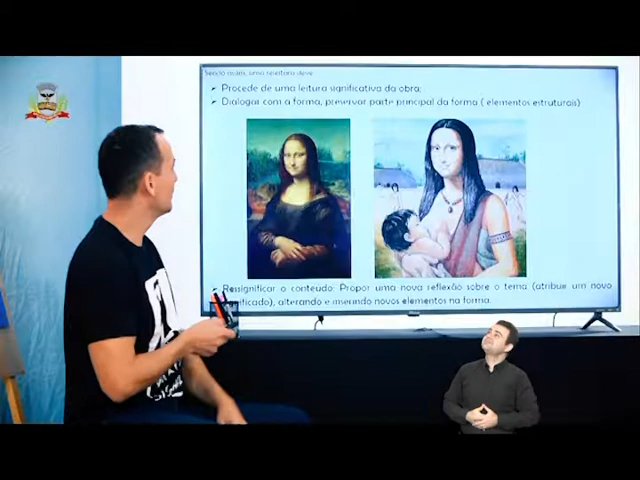 Sendo assim, uma releitura deve:
➢ Procede de uma leitura significativa da obra;
➢ Dialogar com a forma, preservar parte principal da forma ( elementos estruturais)
Ressignificar o conteúdo: Propor uma nova reflexão sobre o tema (atribuir um novo
significado), alterando e inserindo novos elementos na forma.